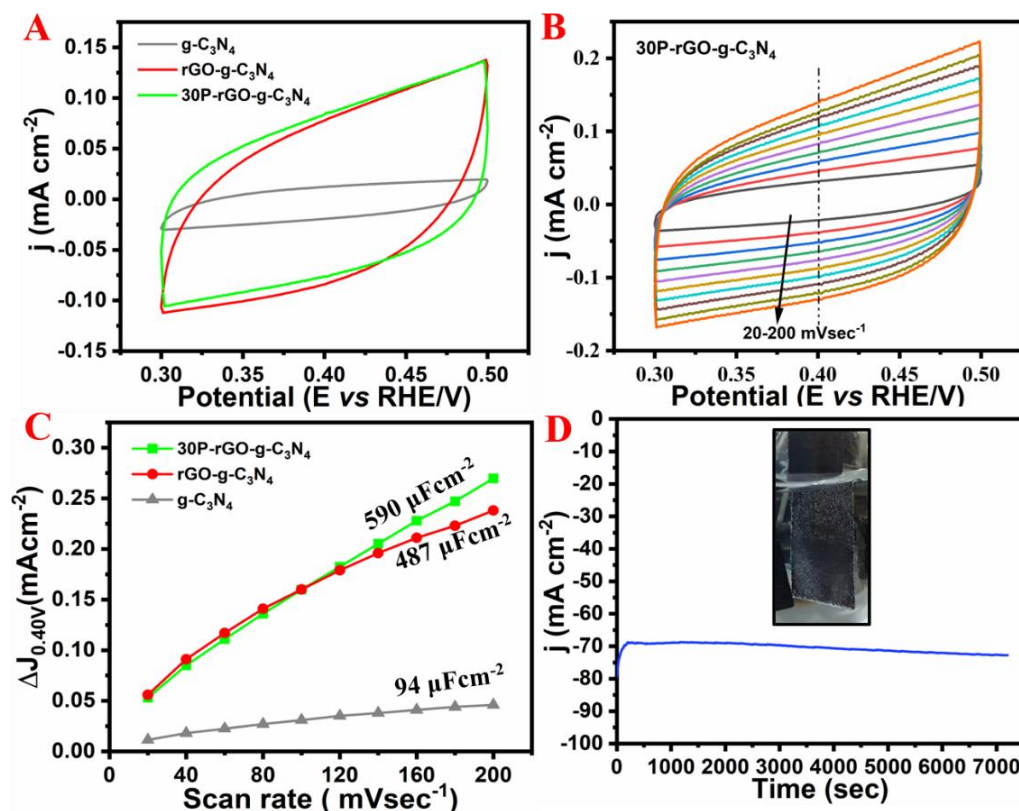 A
g-C₃N₄
rGO-g-C₃N₄
30P-rGO-g-C₃N₄
j (mA cm⁻²)
0.15
0.10
0.05
0.00
-0.05
-0.10
-0.15
0.30 0.35 0.40 0.45 0.50
Potential (E vs RHE/V)
B
30P-rGO-g-C₃N₄
j (mA cm⁻²)
0.2
0.1
0.0
-0.1
-0.2
20-200 mVsec⁻¹
0.30 0.35 0.40 0.45 0.50
Potential (E vs RHE/V)
C
30P-rGO-g-C₃N₄
rGO-g-C₃N₄
g-C₃N₄
590 µFcm⁻²
487 µFcm⁻²
94 µFcm⁻²
ΔJ₀.₄₀ᵥ(mAcm⁻²)
0.30
0.25
0.20
0.15
0.10
0.05
0.00
0 40 80 120 160 200
Scan rate ( mVsec⁻¹)
D
j (mA cm⁻²)
0
-10
-20
-30
-40
-50
-60
-70
-80
-90
-100
0 1000 2000 3000 4000 5000 6000 7000
Time (sec)